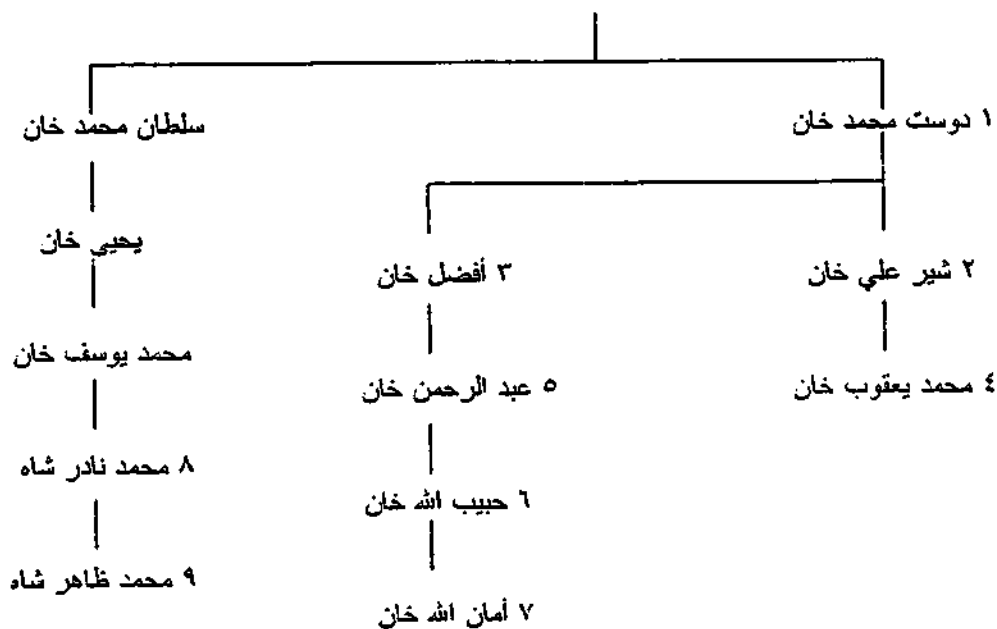 ١ دوست محمد خان
سلطان محمد خان
٢ شير علي خان
٣ أفضل خان
يحيى خان
٤ محمد يعقوب خان
٥ عبد الرحمن خان
محمد يوسف خان
٦ حبيب الله خان
٨ محمد نادر شاه
٧ أمان الله خان
٩ محمد ظاهر شاه